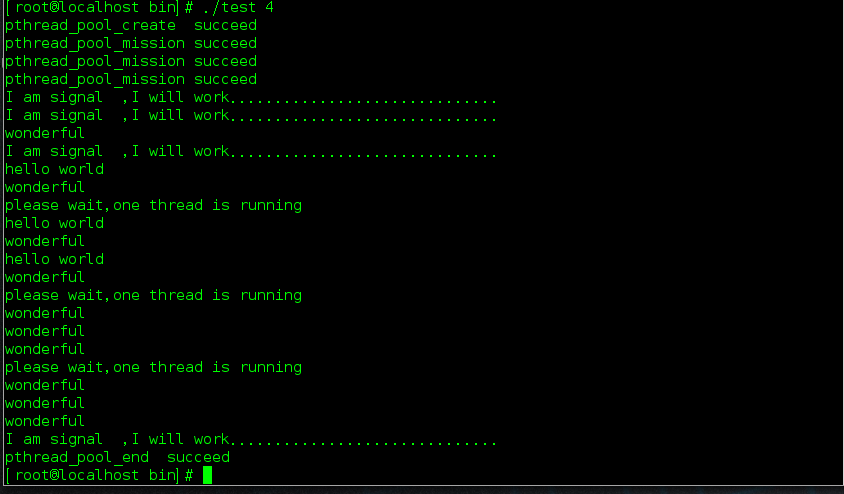 [root@localhost bin]# ./test 4
pthread_pool_create  succeed
pthread_pool_mission succeed
pthread_pool_mission succeed
pthread_pool_mission succeed
I am signal  ,I will work..............................
I am signal  ,I will work..............................
wonderful
I am signal  ,I will work..............................
hello world
wonderful
please wait,one thread is running
hello world
wonderful
hello world
wonderful
please wait,one thread is running
wonderful
wonderful
wonderful
please wait,one thread is running
wonderful
wonderful
wonderful
I am signal  ,I will work..............................
pthread_pool_end  succeed
[root@localhost bin]#